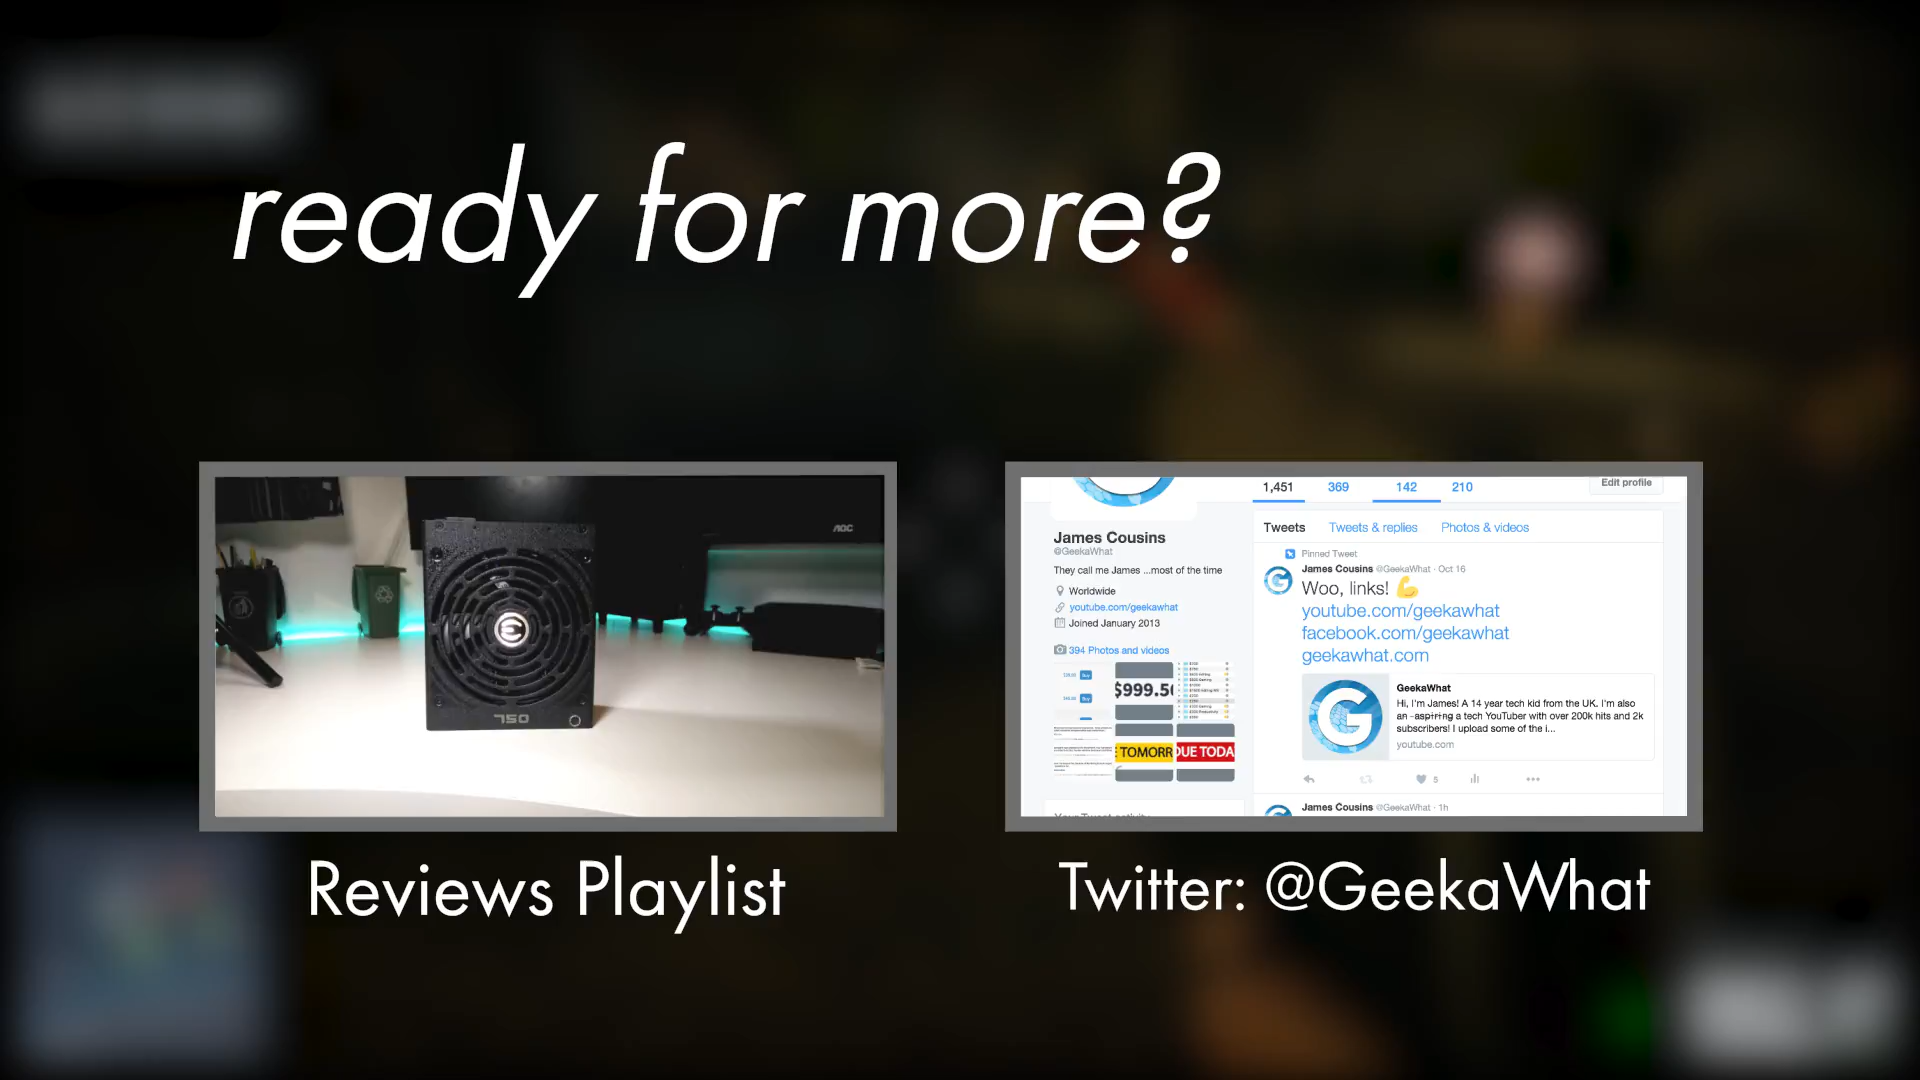 ready for more?
AOC
750
Reviews Playlist
1,451 369 142 210
Edit profile
James Cousins
@GeekaWhat
They call me James ...most of the time
Worldwide
youtube.com/geekawhat
Joined January 2013
394 Photos and videos
$999.5
TOMORR
DUE TODA
Tweets Tweets & replies Photos & videos
Pinned Tweet
James Cousins @GeekaWhat · Oct 16
Woo, links! 💪
youtube.com/geekawhat
facebook.com/geekawhat
geekawhat.com
GeekaWhat
Hi, I'm James! A 14 year tech kid from the UK. I'm also
an -aspiring a tech YouTuber with over 200k hits and 2k
subscribers! I upload some of the i...
youtube.com
5
James Cousins @GeekaWhat · 1h
Twitter: @GeekaWhat